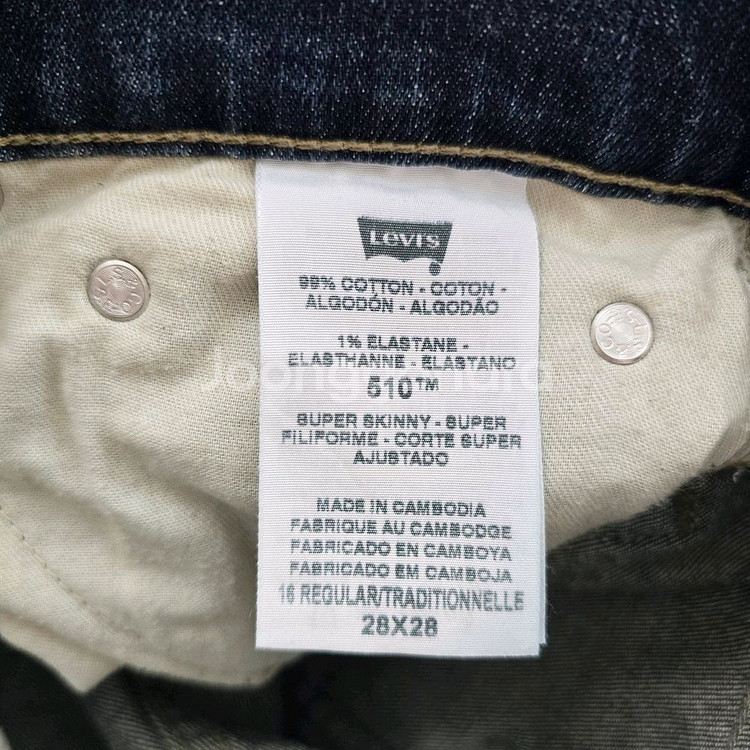 LEVI'S
99% COTTON - COTON -
ALGODÓN - ALGODÃO
1% ELASTANE -
ELASTHANNE - ELASTANO
510™
SUPER SKINNY - SUPER
FILIFORME - CORTE SUPER
AJUSTADO
MADE IN CAMBODIA
FABRIQUE AU CAMBODGE
FABRICADO EN CAMBOYA
FABRICADO EM CAMBOJA
16 REGULAR/TRADITIONNELLE
28X28